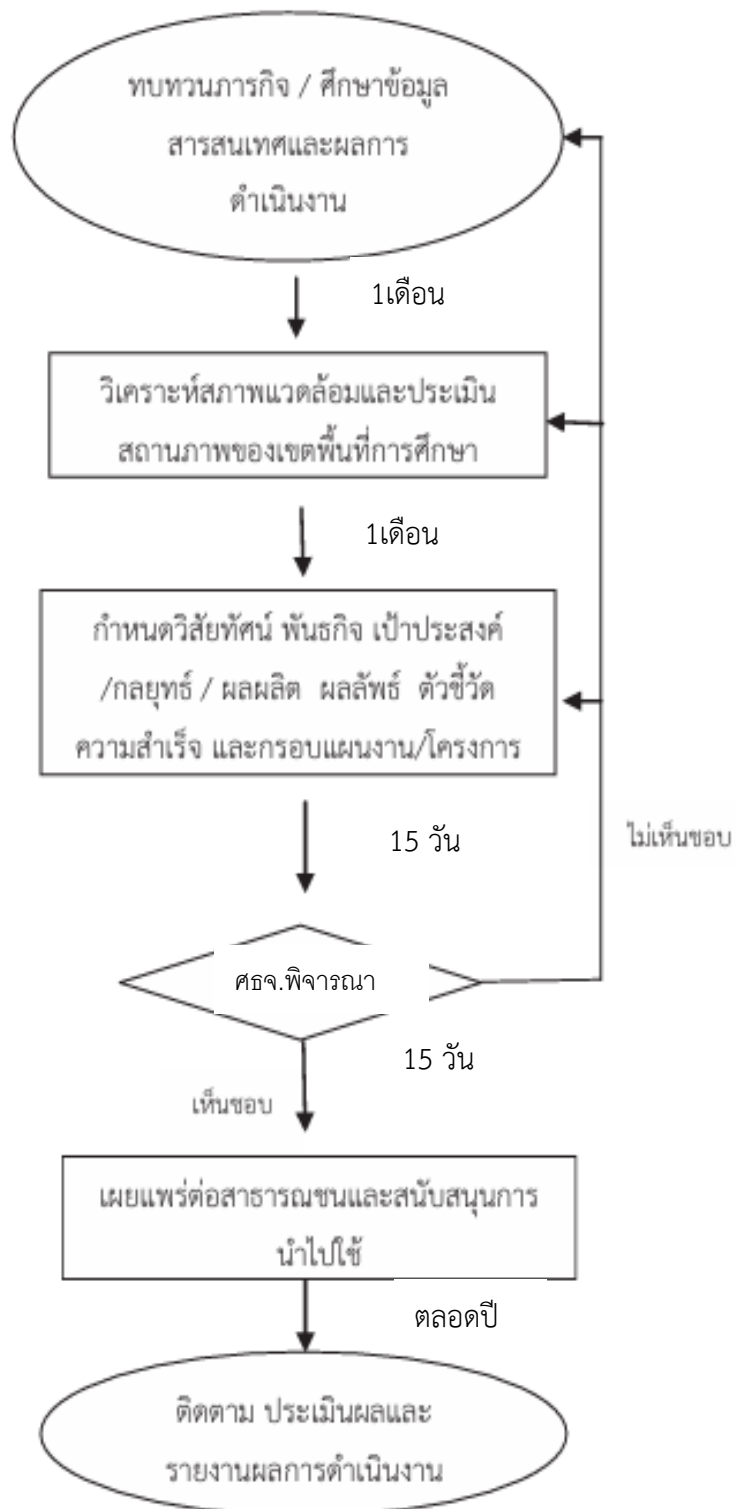 ทบทวนภารกิจ / ศึกษาข้อมูล
สารสนเทศและผลการ
ดำเนินงาน
1เดือน
วิเคราะห์สภาพแวดล้อมและประเมิน
สถานภาพของเขตพื้นที่การศึกษา
1เดือน
กำหนดวิสัยทัศน์ พันธกิจ เป้าประสงค์
/กลยุทธ์ / ผลผลิต ผลลัพธ์ ตัวชี้วัด
ความสำเร็จ และกรอบแผนงาน/โครงการ
15 วัน
ไม่เห็นชอบ
ศธจ.พิจารณา
15 วัน
เห็นชอบ
เผยแพร่ต่อสาธารณชนและสนับสนุนการ
นำไปใช้
ตลอดปี
ติดตาม ประเมินผลและ
รายงานผลการดำเนินงาน